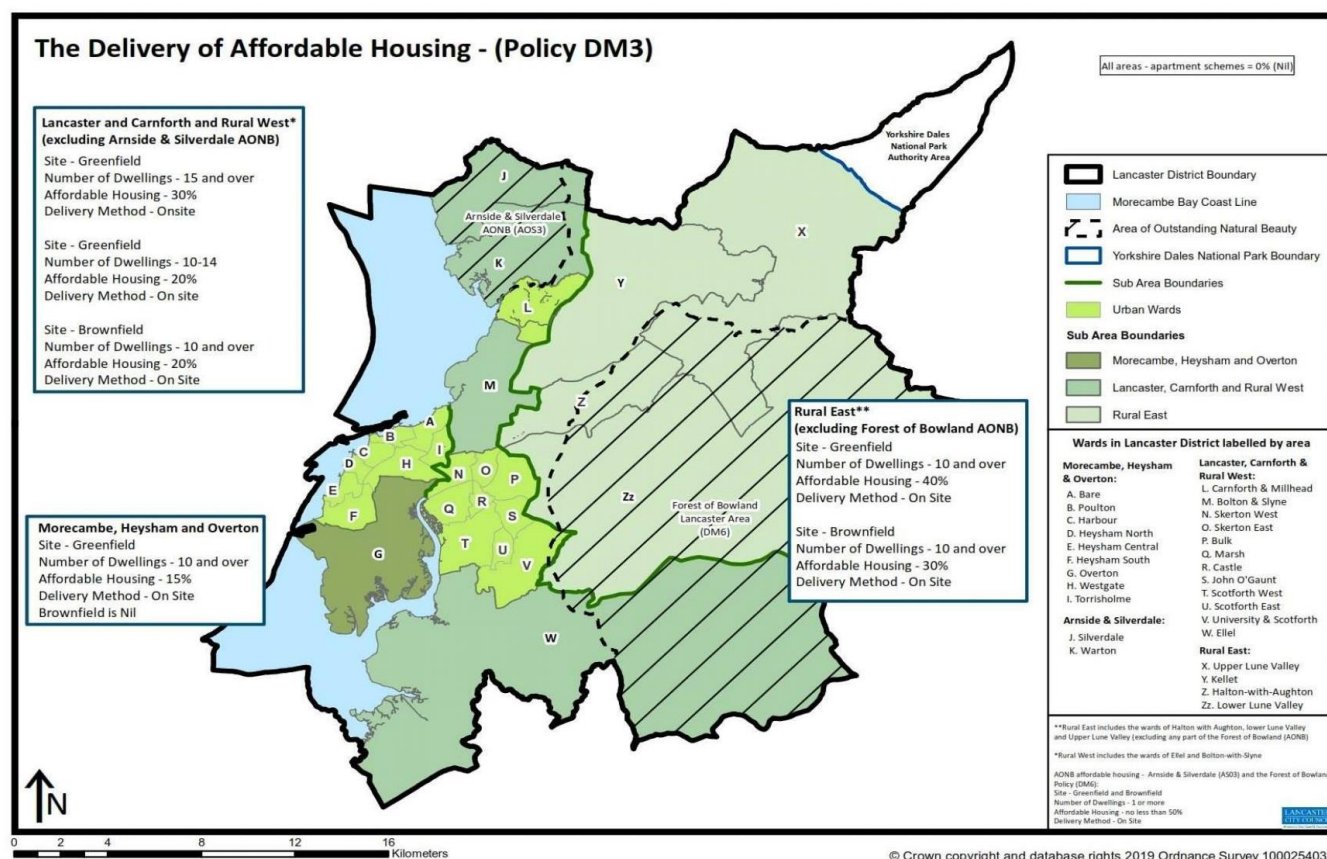 The Delivery of Affordable Housing - (Policy DM3)
All areas - apartment schemes = 0% (Nil)
Lancaster and Carnforth and Rural West*
(excluding Arnside & Silverdale AONB)
Site - Greenfield
Number of Dwellings - 15 and over
Affordable Housing - 30%
Delivery Method - Onsite
Site - Greenfield
Number of Dwellings - 10-14
Affordable Housing - 20%
Delivery Method - On site
Site - Brownfield
Number of Dwellings - 10 and over
Affordable Housing - 20%
Delivery Method - On Site
Morecambe, Heysham and Overton
Site - Greenfield
Number of Dwellings - 10 and over
Affordable Housing - 15%
Delivery Method - On Site
Brownfield is Nil
Yorkshire Dales
National Park
Authority Area
J
Arnside & Silverdale
AONB (AOS3)
K
X
Y
L
M
Z
A
B
C
D
E
F
G
H
I
N
O
P
Q
R
S
T
U
V
W
Zz
Forest of Bowland
Lancaster Area
(DM6)
Rural East**
(excluding Forest of Bowland AONB)
Site - Greenfield
Number of Dwellings - 10 and over
Affordable Housing - 40%
Delivery Method - On Site
Site - Brownfield
Number of Dwellings - 10 and over
Affordable Housing - 30%
Delivery Method - On Site
Lancaster District Boundary
Morecambe Bay Coast Line
Area of Outstanding Natural Beauty
Yorkshire Dales National Park Boundary
Sub Area Boundaries
Urban Wards
Sub Area Boundaries
Morecambe, Heysham and Overton
Lancaster, Carnforth and Rural West
Rural East
Wards in Lancaster District labelled by area
Morecambe, Heysham
& Overton:
A. Bare
B. Poulton
C. Harbour
D. Heysham North
E. Heysham Central
F. Heysham South
G. Overton
H. Westgate
I. Torrisholme
Arnside & Silverdale:
J. Silverdale
K. Warton
Lancaster, Carnforth &
Rural West:
L. Carnforth & Millhead
M. Bolton & Slyne
N. Skerton West
O. Skerton East
P. Bulk
Q. Marsh
R. Castle
S. John O'Gaunt
T. Scotforth West
U. Scotforth East
V. University & Scotforth
W. Ellel
Rural East:
X. Upper Lune Valley
Y. Kellet
Z. Halton-with-Aughton
Zz. Lower Lune Valley
**Rural East includes the wards of Halton with Aughton, lower Lune Valley
and Upper Lune Valley (excluding any part of the Forest of Bowland (AONB)
*Rural West includes the wards of Ellel and Bolton-with-Slyne
AONB affordable housing - Arnside & Silverdale (AS03) and the Forest of Bowland
Policy (DM6):
Site - Greenfield and Brownfield
Number of Dwellings - 1 or more
Affordable Housing - no less than 50%
Delivery Method - On Site
LANCASTER
CITY COUNCIL
N
0 2 4 8 12 16
Kilometers
© Crown copyright and database rights 2019 Ordnance Survey 100025403